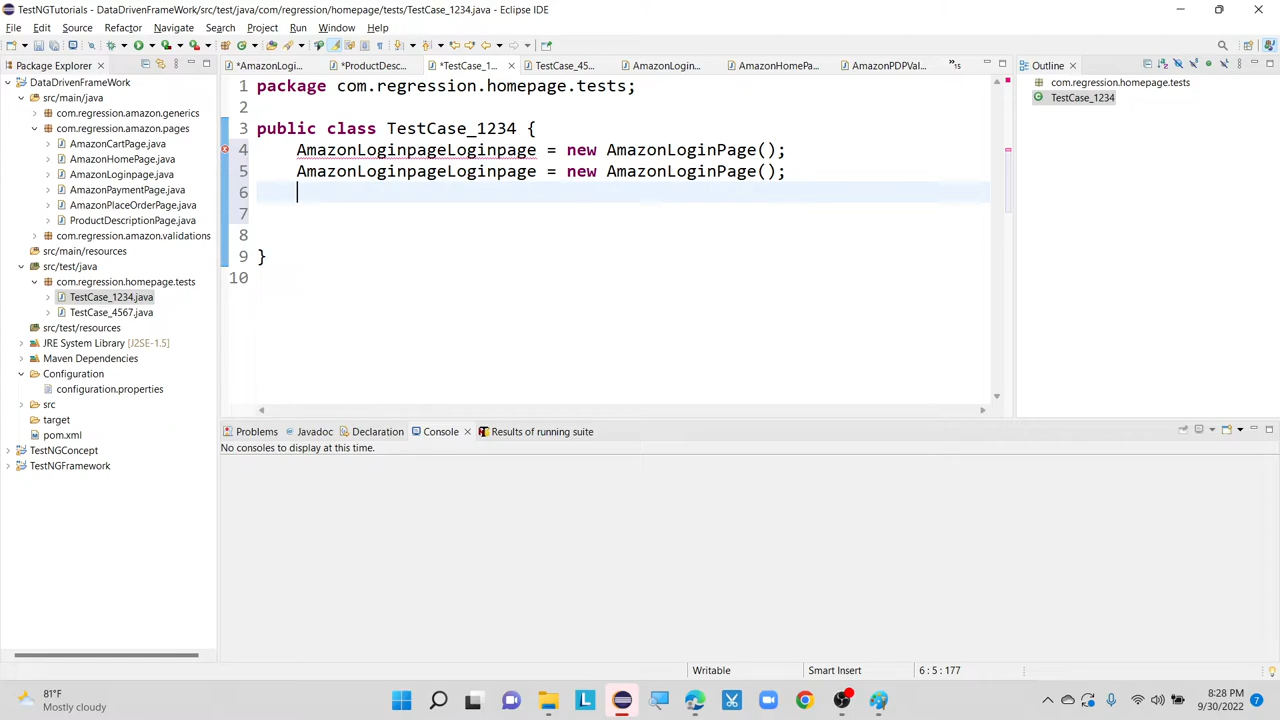 TestNGTutorials - DataDrivenFrameWork/src/test/java/com/regression/homepage/tests/TestCase_1234.java - Eclipse IDE
File Edit Source Refactor Navigate Search Project Run Window Help
Package Explorer
*AmazonLogi... *ProductDesc... *TestCase_1... TestCase_45... AmazonLogin... AmazonHomePa... AmazonPDPVal... »15
Outline
DataDrivenFrameWork
src/main/java
com.regression.amazon.generics
com.regression.amazon.pages
AmazonCartPage.java
AmazonHomePage.java
AmazonLoginpage.java
AmazonPaymentPage.java
AmazonPlaceOrderPage.java
ProductDescriptionPage.java
com.regression.amazon.validations
src/main/resources
src/test/java
com.regression.homepage.tests
TestCase_1234.java
TestCase_4567.java
src/test/resources
JRE System Library [J2SE-1.5]
Maven Dependencies
Configuration
configuration.properties
src
target
pom.xml
TestNGConcept
TestNGFramework
1 package com.regression.homepage.tests;
2
3 public class TestCase_1234 {
4 AmazonLoginpageLoginpage = new AmazonLoginPage();
5 AmazonLoginpageLoginpage = new AmazonLoginPage();
6
7
8
9 }
10
com.regression.homepage.tests
TestCase_1234
Problems Javadoc Declaration Console Results of running suite
No consoles to display at this time.
Writable Smart Insert 6 : 5 : 177
81°F
Mostly cloudy
8:28 PM
9/30/2022
7